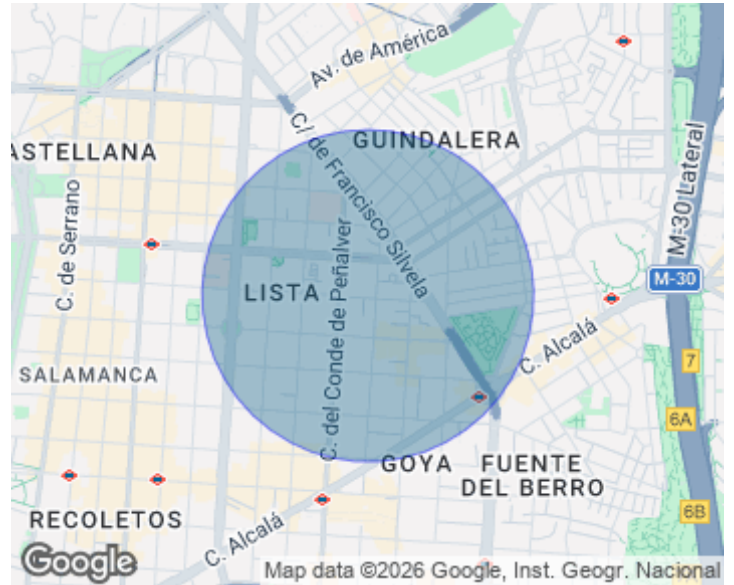 Av. de América
C/ de Francisco Silvela
GUINDALERA
ASTELLANA
C. de Serrano
M-30 Lateral
C. del Conde de Peñalver
LISTA
M-30
C. Alcalá
SALAMANCA
7
6A
GOYA
FUENTE
DEL BERRO
RECOLETOS
6B
C. Alcalá
Google
Map data ©2026 Google, Inst. Geogr. Nacional